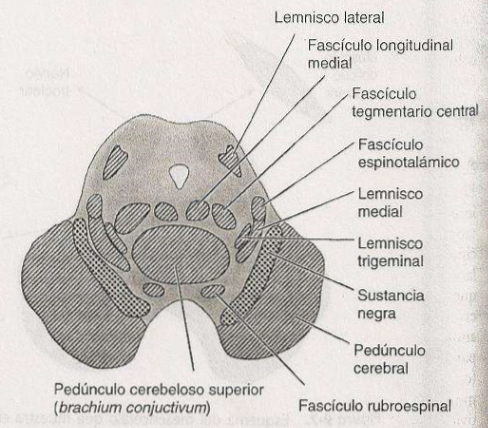 Lemnisco lateral
Fascículo longitudinal
medial
Fascículo
tegmentario central
Fascículo
espinotalámico
Lemnisco
medial
Lemnisco
trigeminal
Sustancia
negra
Pedúnculo
cerebral
Pedúnculo cerebeloso superior
(brachium conjuctivum)
Fascículo rubroespinal